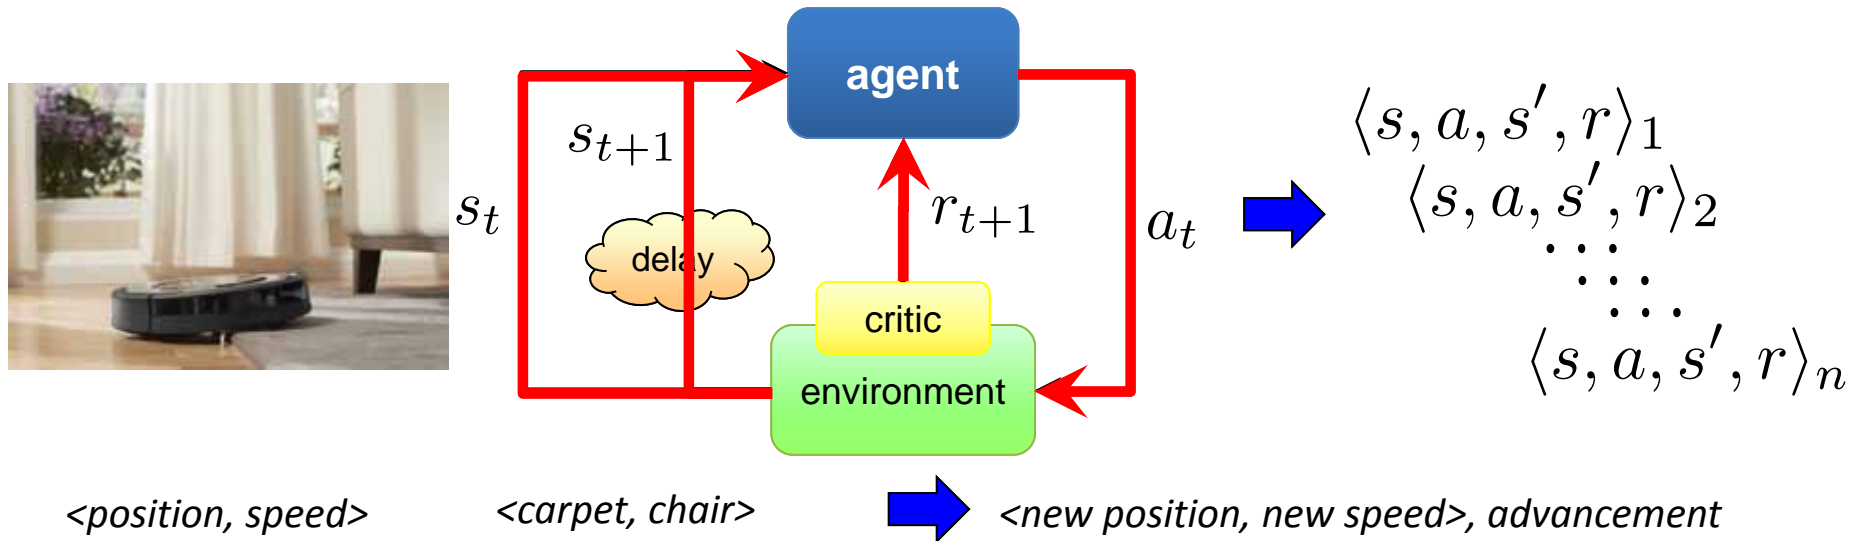 agent
s_{t+1}
s_t
delay
r_{t+1}
a_t
critic
environment
⟨s, a, s′, r⟩_1
⟨s, a, s′, r⟩_2
. . .
. . .
. . .
⟨s, a, s′, r⟩_n
<position, speed>
<carpet, chair>
<new position, new speed>, advancement